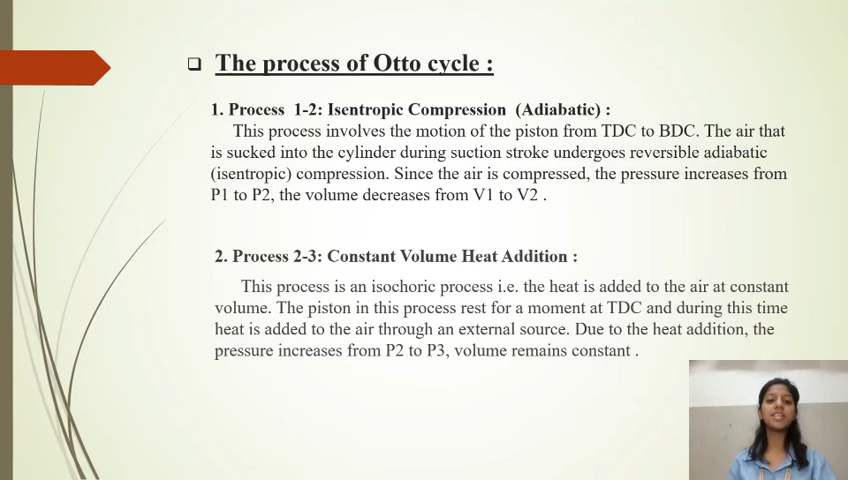 The process of Otto cycle :
1. Process 1-2: Isentropic Compression (Adiabatic) :
This process involves the motion of the piston from TDC to BDC. The air that
is sucked into the cylinder during suction stroke undergoes reversible adiabatic
(isentropic) compression. Since the air is compressed, the pressure increases from
P1 to P2, the volume decreases from V1 to V2 .
2. Process 2-3: Constant Volume Heat Addition :
This process is an isochoric process i.e. the heat is added to the air at constant
volume. The piston in this process rest for a moment at TDC and during this time
heat is added to the air through an external source. Due to the heat addition, the
pressure increases from P2 to P3, volume remains constant .